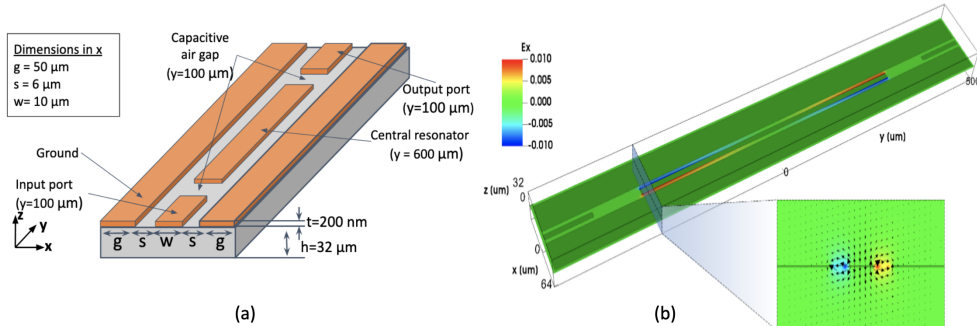 Dimensions in x
g = 50 µm
s = 6 µm
w= 10 µm
Capacitive
air gap
(y=100 µm)
Output port
(y=100 µm)
Central resonator
(y = 600 µm)
Ground
Input port
(y=100 µm)
z
y
x
g s w s g
t=200 nm
h=32 µm
(a)
Ex
0.010
0.005
0.000
-0.005
-0.010
z (um)
32
0
0
x (um)
64
y (um)
0
(b)